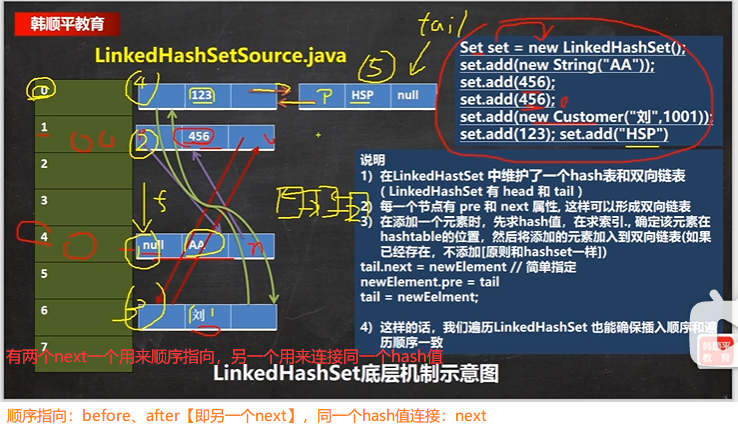 韩顺平教育
LinkedHashSetSource.java
tail
0
1
2
3
4
5
6
7
4
123
5
P
HSP
null
2
456
f
null
AA
n
3
刘
1
Set set = new LinkedHashSet();
set.add(new String("AA"));
set.add(456);
set.add(456);
set.add(new Customer("刘",1001));
set.add(123); set.add("HSP")
说明
1) 在LinkedHastSet 中维护了一个hash表和双向链表
( LinkedHashSet 有 head 和 tail )
2) 每一个节点有 pre 和 next 属性, 这样可以形成双向链表
3) 在添加一个元素时,先求hash值,在求索引., 确定该元素在
hashtable的位置,然后将添加的元素加入到双向链表(如果
已经存在,不添加[原则和hashset一样])
tail.next = newElement // 简单指定
newElement.pre = tail
tail = newEelment;
4) 这样的话,我们遍历LinkedHashSet 也能确保插入顺序和遍
历顺序一致
韩顺平
教育
有两个next一个用来顺序指向,另一个用来连接同一个hash值
LinkedHashSet底层机制示意图
顺序指向:before、after【即另一个next】,同一个hash值连接:next